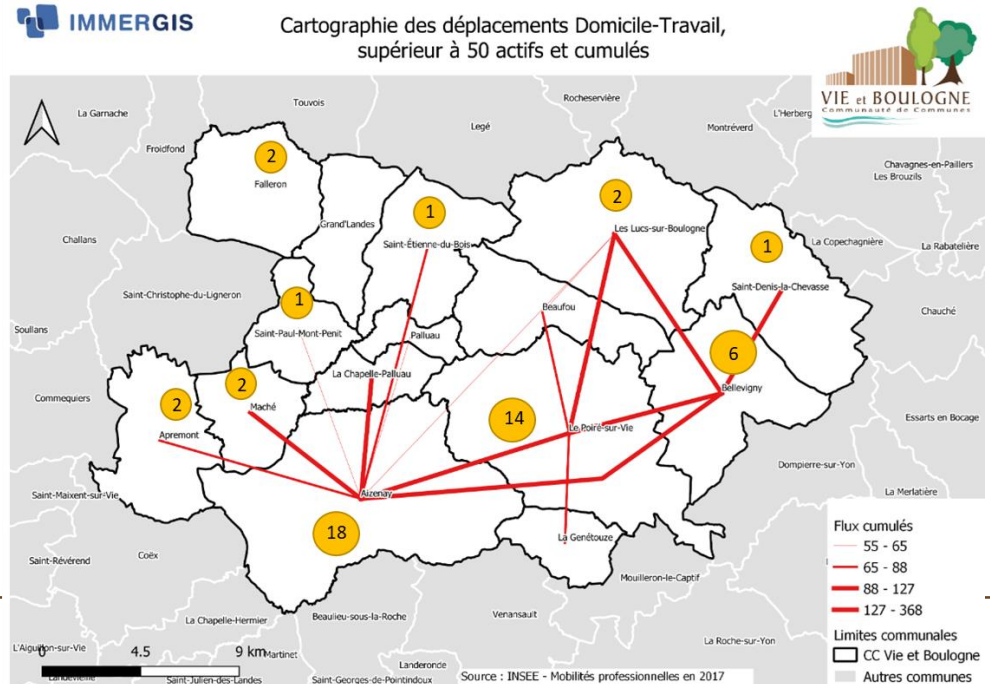 IMMERGIS
Cartographie des déplacements Domicile-Travail,
supérieur à 50 actifs et cumulés
VIE et BOULOGNE
Communauté de Communes
La Garnache
Touvois
Rocheservière
L'Herberg
Legé
Montréverd
Froidfond
2
Falleron
Chavagnes-en-Paillers
Les Brouzils
Grand'Landes
1
Saint-Étienne-du-Bois
2
Les Lucs-sur-Boulogne
Challans
1
La Copechagnière
La Rabatelière
Saint-Denis-la-Chevasse
Saint-Christophe-du-Ligneron
1
Beaufou
Chauché
Soullans
Saint-Paul-Mont-Penit
Palluau
6
La Chapelle-Palluau
Bellevigny
Commequiers
2
Maché
2
Apremont
14
Le Poiré-sur-Vie
Essarts en Bocage
Dompierre-sur-Yon
Saint-Maixent-sur-Vie
Aizenay
La Merlatière
18
La Genétouze
Saint-Révérend
Coëx
Mouilleron-le-Captif
La Chapelle-Hermier
Beaulieu-sous-la-Roche
Venansault
La Roche-sur-Yon
L'Aiguillon-sur-Vie
Martinet
Landeronde
Landevieille
Saint-Julien-des-Landes
Saint-Georges-de-Pointindoux
0 4.5 9 km
Source : INSEE - Mobilités professionnelles en 2017
Flux cumulés
55 - 65
65 - 88
88 - 127
127 - 368
Limites communales
CC Vie et Boulogne
Autres communes